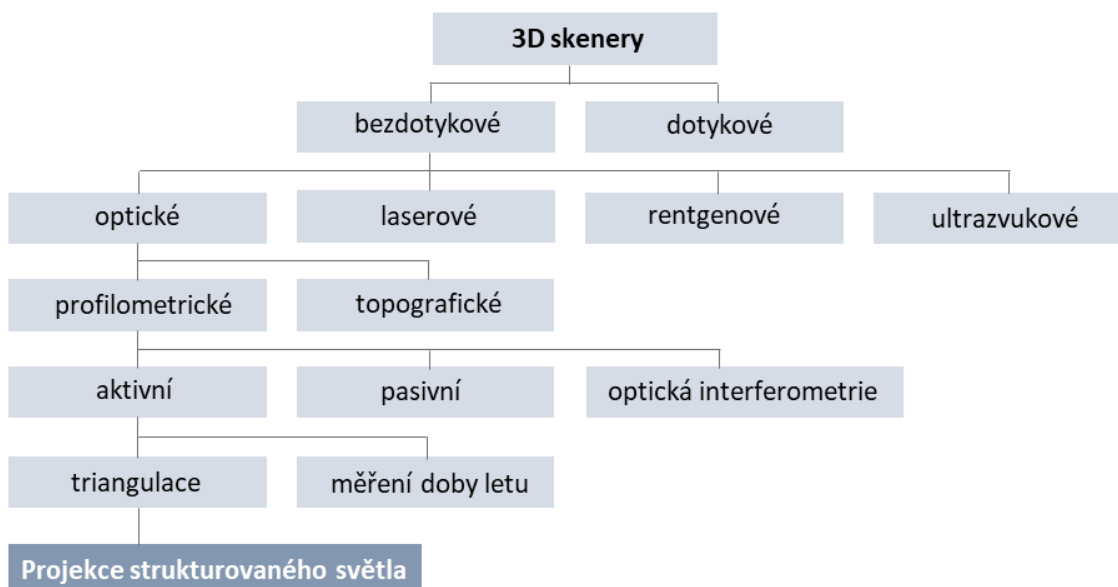 3D skenery
bezdotykové
dotykové
optické
laserové
rentgenové
ultrazvukové
profilometrické
topografické
aktivní
pasivní
optická interferometrie
triangulace
měření doby letu
Projekce strukturovaného světla